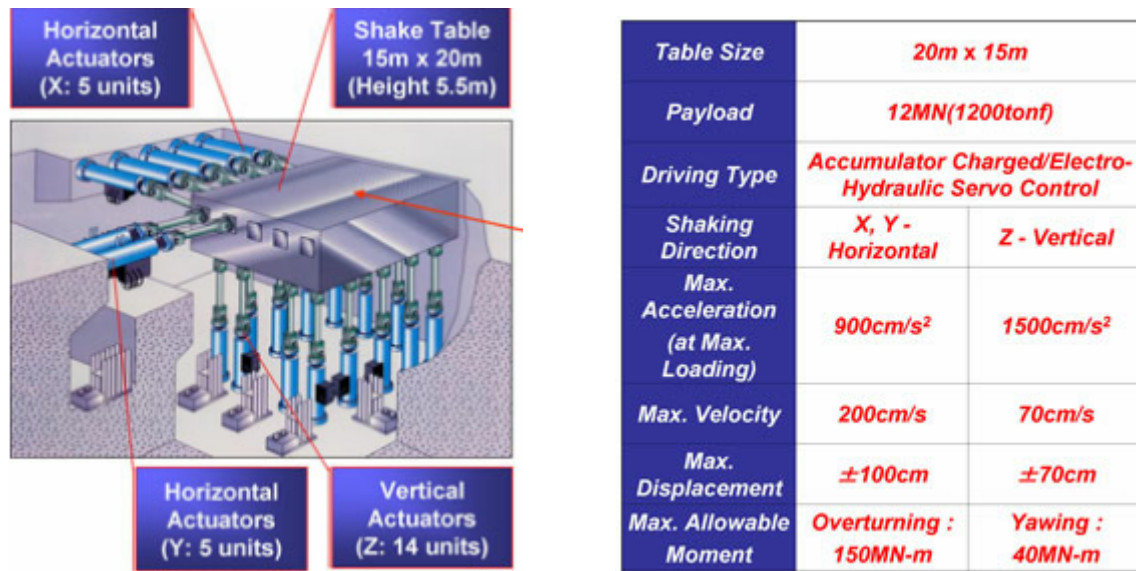 Horizontal
Actuators
(X: 5 units)
Shake Table
15m x 20m
(Height 5.5m)
Horizontal
Actuators
(Y: 5 units)
Vertical
Actuators
(Z: 14 units)
Table Size
20m x 15m
Payload
12MN(1200tonf)
Driving Type
Accumulator Charged/Electro-
Hydraulic Servo Control
Shaking
Direction
X, Y -
Horizontal
Z - Vertical
Max.
Acceleration
(at Max.
Loading)
900cm/s²
1500cm/s²
Max. Velocity
200cm/s
70cm/s
Max.
Displacement
±100cm
±70cm
Max. Allowable
Moment
Overturning :
150MN-m
Yawing :
40MN-m